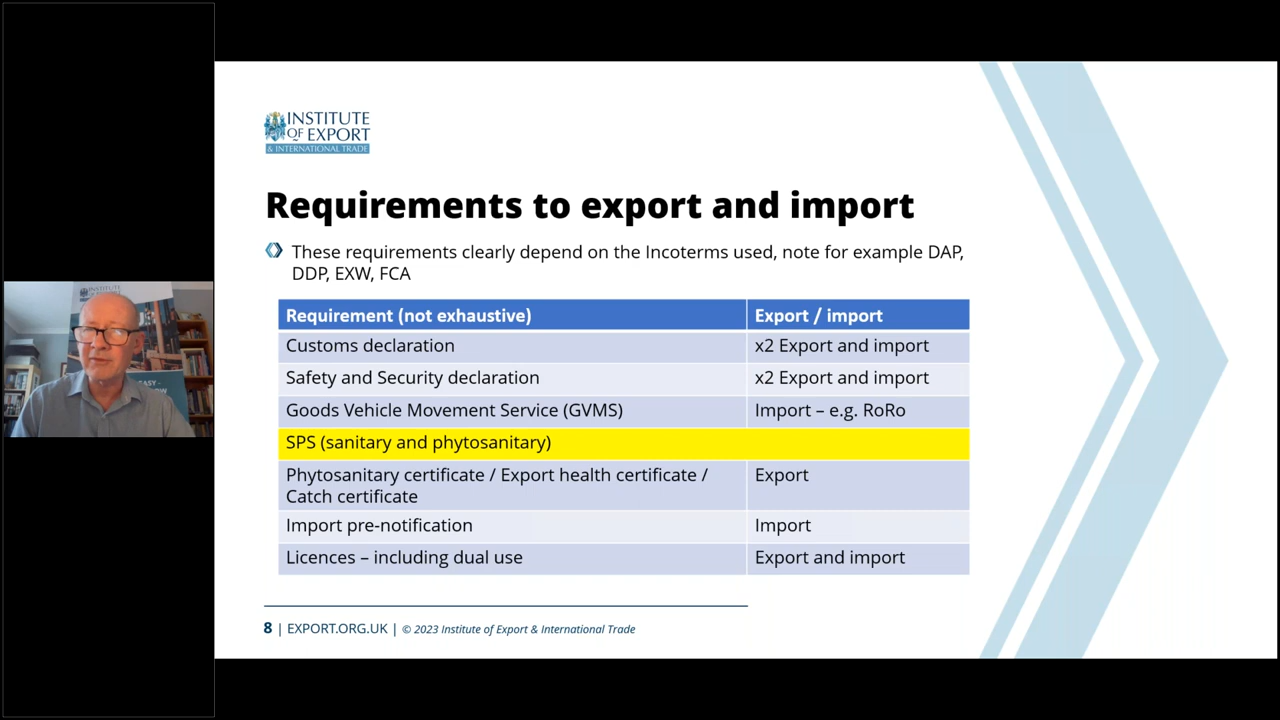 INSTITUTE
OF EXPORT
& INTERNATIONAL TRADE
Requirements to export and import
These requirements clearly depend on the Incoterms used, note for example DAP,
DDP, EXW, FCA
Requirement (not exhaustive) Export / import
Customs declaration x2 Export and import
Safety and Security declaration x2 Export and import
Goods Vehicle Movement Service (GVMS) Import – e.g. RoRo
SPS (sanitary and phytosanitary)
Phytosanitary certificate / Export health certificate / Export
Catch certificate
Import pre-notification Import
Licences – including dual use Export and import
8 | EXPORT.ORG.UK | © 2023 Institute of Export & International Trade